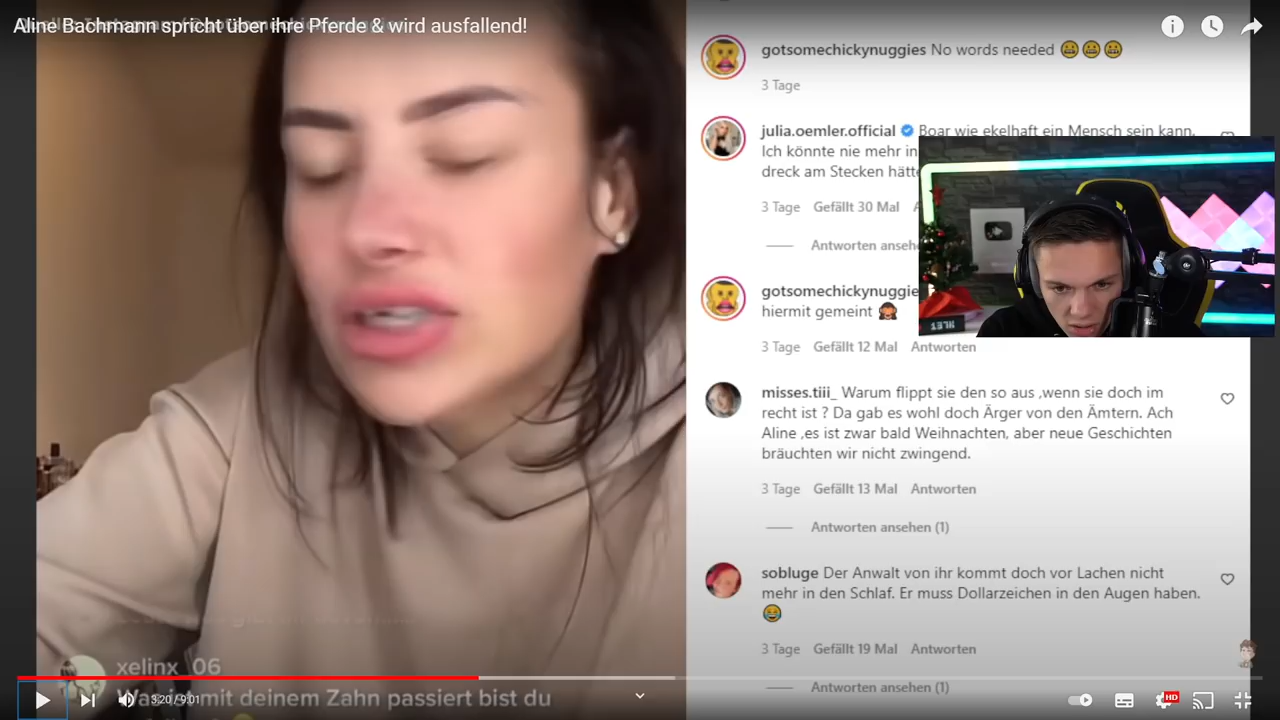 Aline Bachmann spricht über ihre Pferde & wird ausfallend!
gotsomechickynuggies No words needed 😬😬😬
3 Tage
julia.oemler.official Boar wie ekelhaft ein Mensch sein kann.
Ich könnte nie mehr in
dreck am Stecken hätte
3 Tage Gefällt 30 Mal
Antworten ansehe
gotsomechickynuggie
hiermit gemeint 🙊
3 Tage Gefällt 12 Mal Antworten
misses.tiii_ Warum flippt sie den so aus ,wenn sie doch im
recht ist ? Da gab es wohl doch Ärger von den Ämtern. Ach
Aline ,es ist zwar bald Weihnachten, aber neue Geschichten
bräuchten wir nicht zwingend.
3 Tage Gefällt 13 Mal Antworten
Antworten ansehen (1)
sobluge Der Anwalt von ihr kommt doch vor Lachen nicht
mehr in den Schlaf. Er muss Dollarzeichen in den Augen haben.
😂
3 Tage Gefällt 19 Mal Antworten
Antworten ansehen (1)
xelinx_06
Was ist mit deinem Zahn passiert bist du
3:20 / 9:01
HD